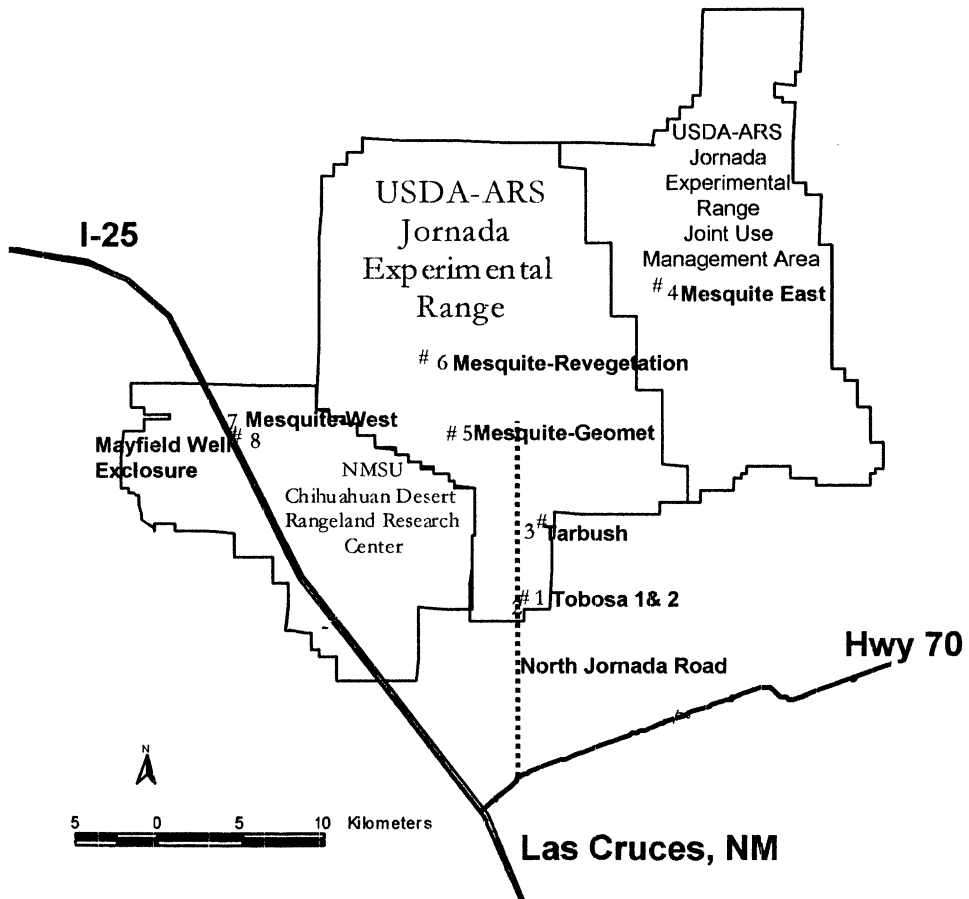 USDA-ARS
Jornada
Experimental
Range
Joint Use
Management Area
# 4 Mesquite East
USDA-ARS
Jornada
Experimental
Range
I-25
# 6 Mesquite-Revegetation
7 Mesquite-West
# 8
Mayfield Well
Exclosure
# 5 Mesquite-Geomet
NMSU
Chihuahuan Desert
Rangeland Research
Center
3 # Tarbush
2 # 1 Tobosa 1& 2
North Jornada Road
Hwy 70
N
5 0 5 10 Kilometers
Las Cruces, NM